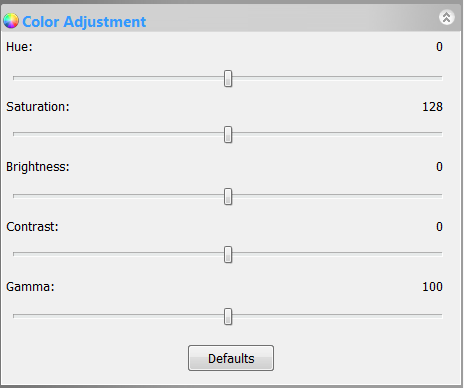 Color Adjustment
Hue: 0
Saturation: 128
Brightness: 0
Contrast: 0
Gamma: 100
Defaults